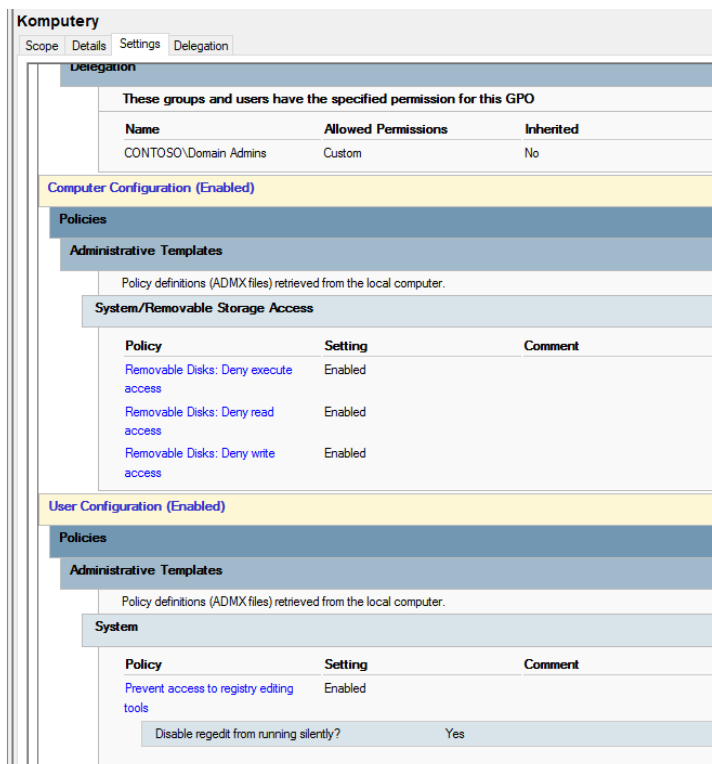 Komputery
Scope Details Settings Delegation
Delegation
These groups and users have the specified permission for this GPO
Name Allowed Permissions Inherited
CONTOSO\Domain Admins Custom No
Computer Configuration (Enabled)
Policies
Administrative Templates
Policy definitions (ADMX files) retrieved from the local computer.
System/Removable Storage Access
Policy Setting Comment
Removable Disks: Deny execute Enabled
access
Removable Disks: Deny read Enabled
access
Removable Disks: Deny write Enabled
access
User Configuration (Enabled)
Policies
Administrative Templates
Policy definitions (ADMX files) retrieved from the local computer.
System
Policy Setting Comment
Prevent access to registry editing Enabled
tools
Disable regedit from running silently? Yes